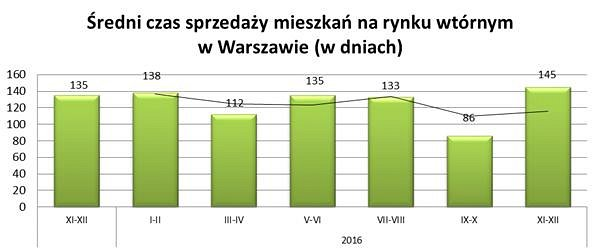 Średni czas sprzedaży mieszkań na rynku wtórnym
w Warszawie (w dniach)
160
140
120
100
80
60
40
20
0
135
138
112
135
133
86
145
XI-XII
I-II
III-IV
V-VI
VII-VIII
IX-X
XI-XII
2016